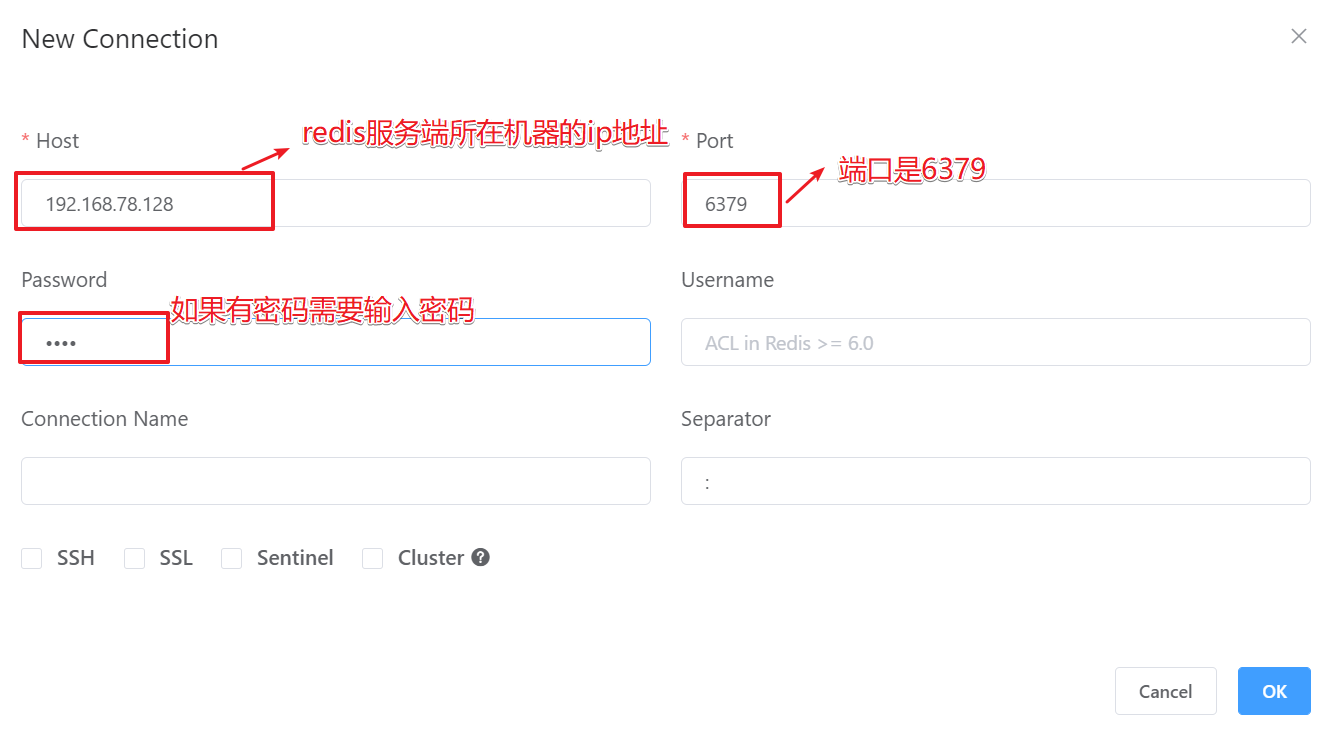 New Connection
* Host
redis服务端所在机器的ip地址
* Port
端口是6379
192.168.78.128
6379
Password
Username
如果有密码需要输入密码
••••
ACL in Redis >= 6.0
Connection Name
Separator
:
SSH
SSL
Sentinel
Cluster ?
Cancel
OK